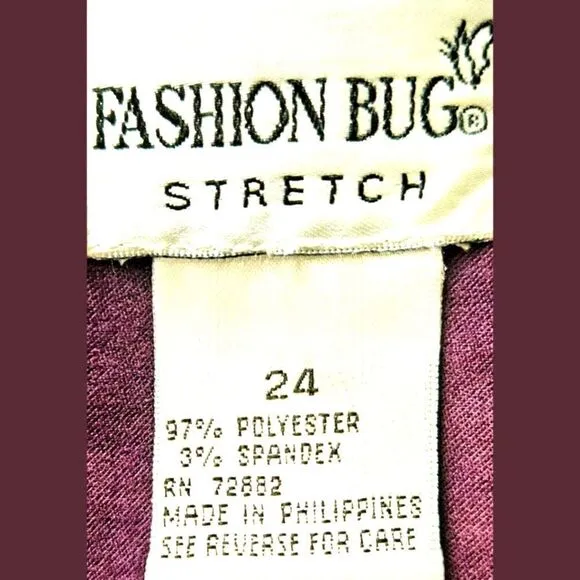 FASHION BUG®
STRETCH
24
97% POLYESTER
3% SPANDEX
RN 72882
MADE IN PHILIPPINES
SEE REVERSE FOR CARE